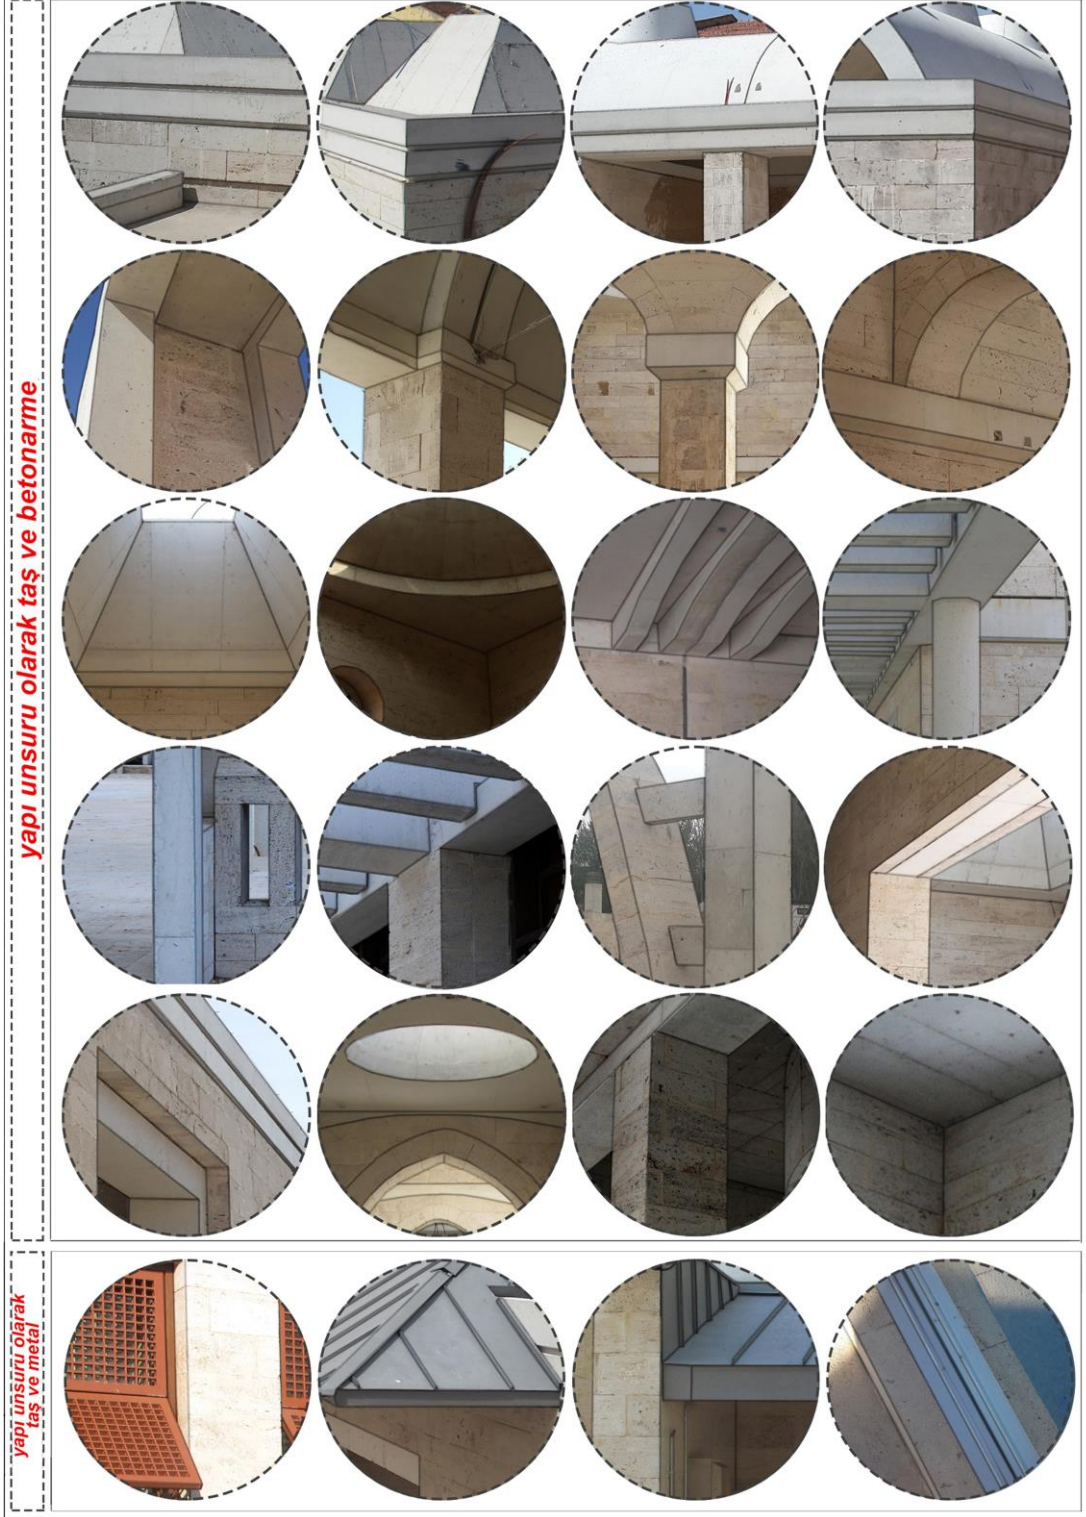 yapı unsuru olarak taş ve betonarme
yapı unsuru olarak
taş ve metal